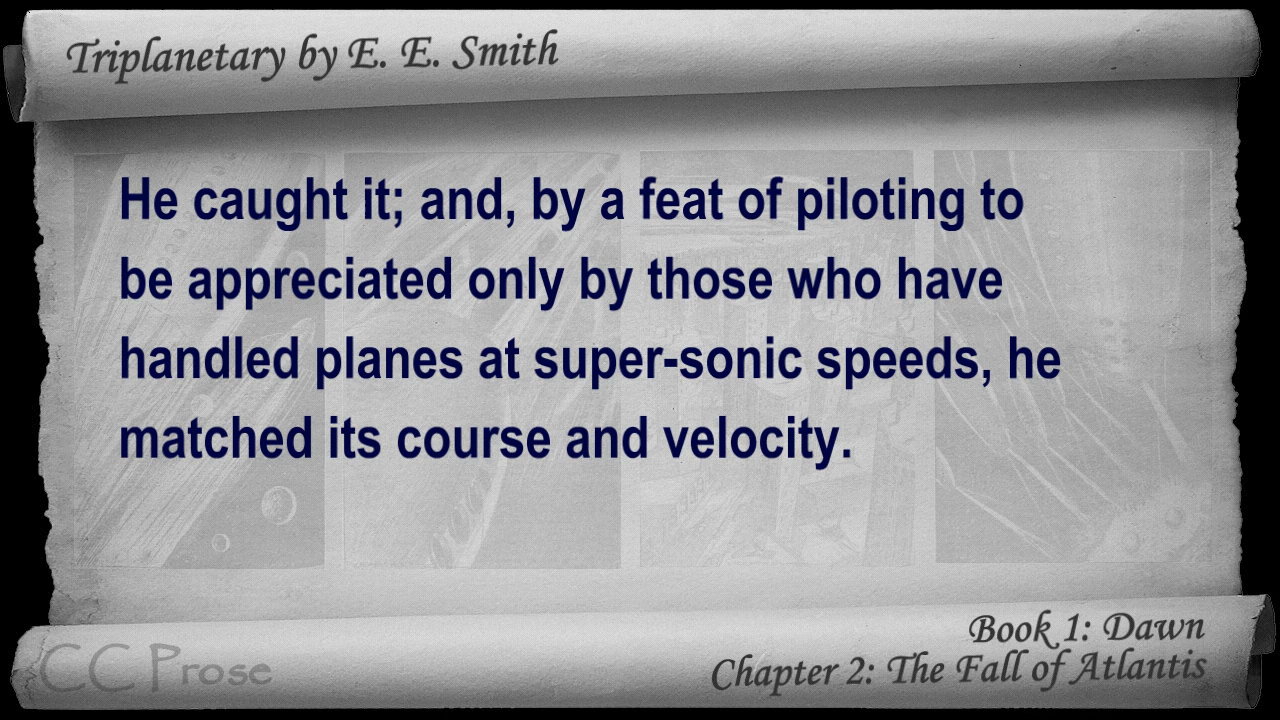 Triplanetary by E. E. Smith
He caught it; and, by a feat of piloting to
be appreciated only by those who have
handled planes at super-sonic speeds, he
matched its course and velocity.
Book 1: Dawn
CC Prose
Chapter 2: The Fall of Atlantis